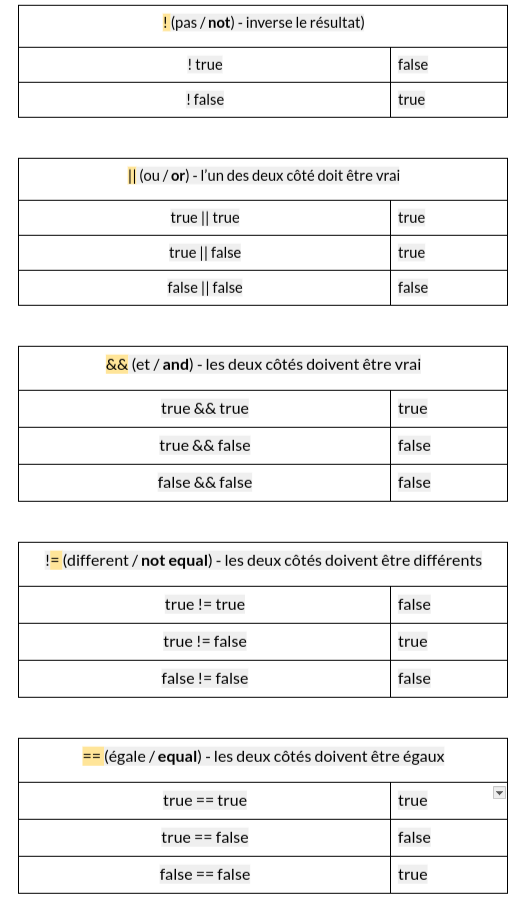 ! (pas / not) - inverse le résultat)
! true false
! false true
|| (ou / or) - l'un des deux côté doit être vrai
true || true true
true || false true
false || false false
&& (et / and) - les deux côtés doivent être vrai
true && true true
true && false false
false && false false
!= (different / not equal) - les deux côtés doivent être différents
true != true false
true != false true
false != false false
== (égale / equal) - les deux côtés doivent être égaux
true == true true
true == false false
false == false true